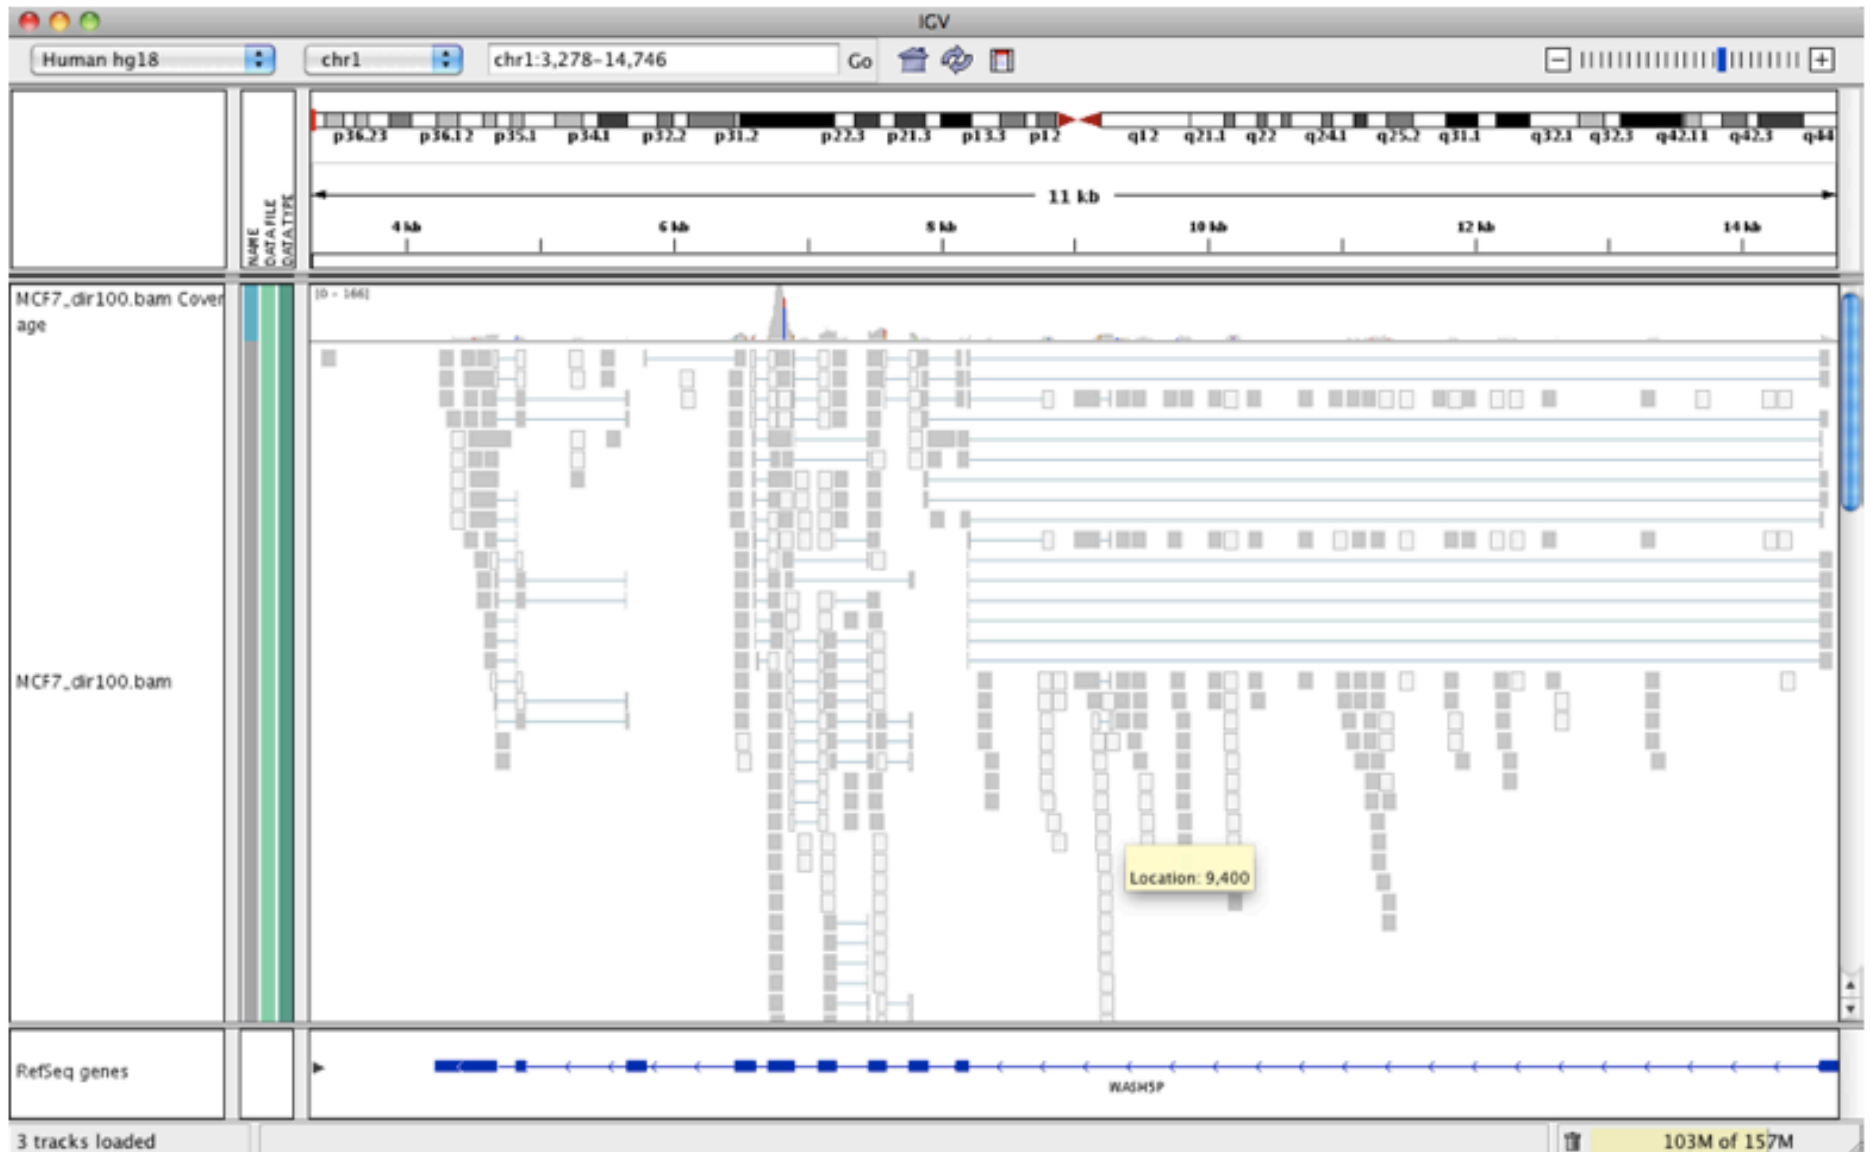 IGV
Human hg18 chr1 chr1:3,278-14,746 Go
p36.23 p36.12 p35.1 p34.1 p32.2 p31.2 p22.3 p21.3 p13.3 p12 q12 q21.1 q22 q24.1 q25.2 q31.1 q32.1 q32.3 q42.11 q42.3 q44
11 kb
4 kb 6 kb 8 kb 10 kb 12 kb 14 kb
NAME
DATA FILE
DATA TYPE
MCF7_dir100.bam Cover
age
[0 - 166]
MCF7_dir100.bam
Location: 9,400
RefSeq genes
WASH5P
3 tracks loaded
103M of 157M